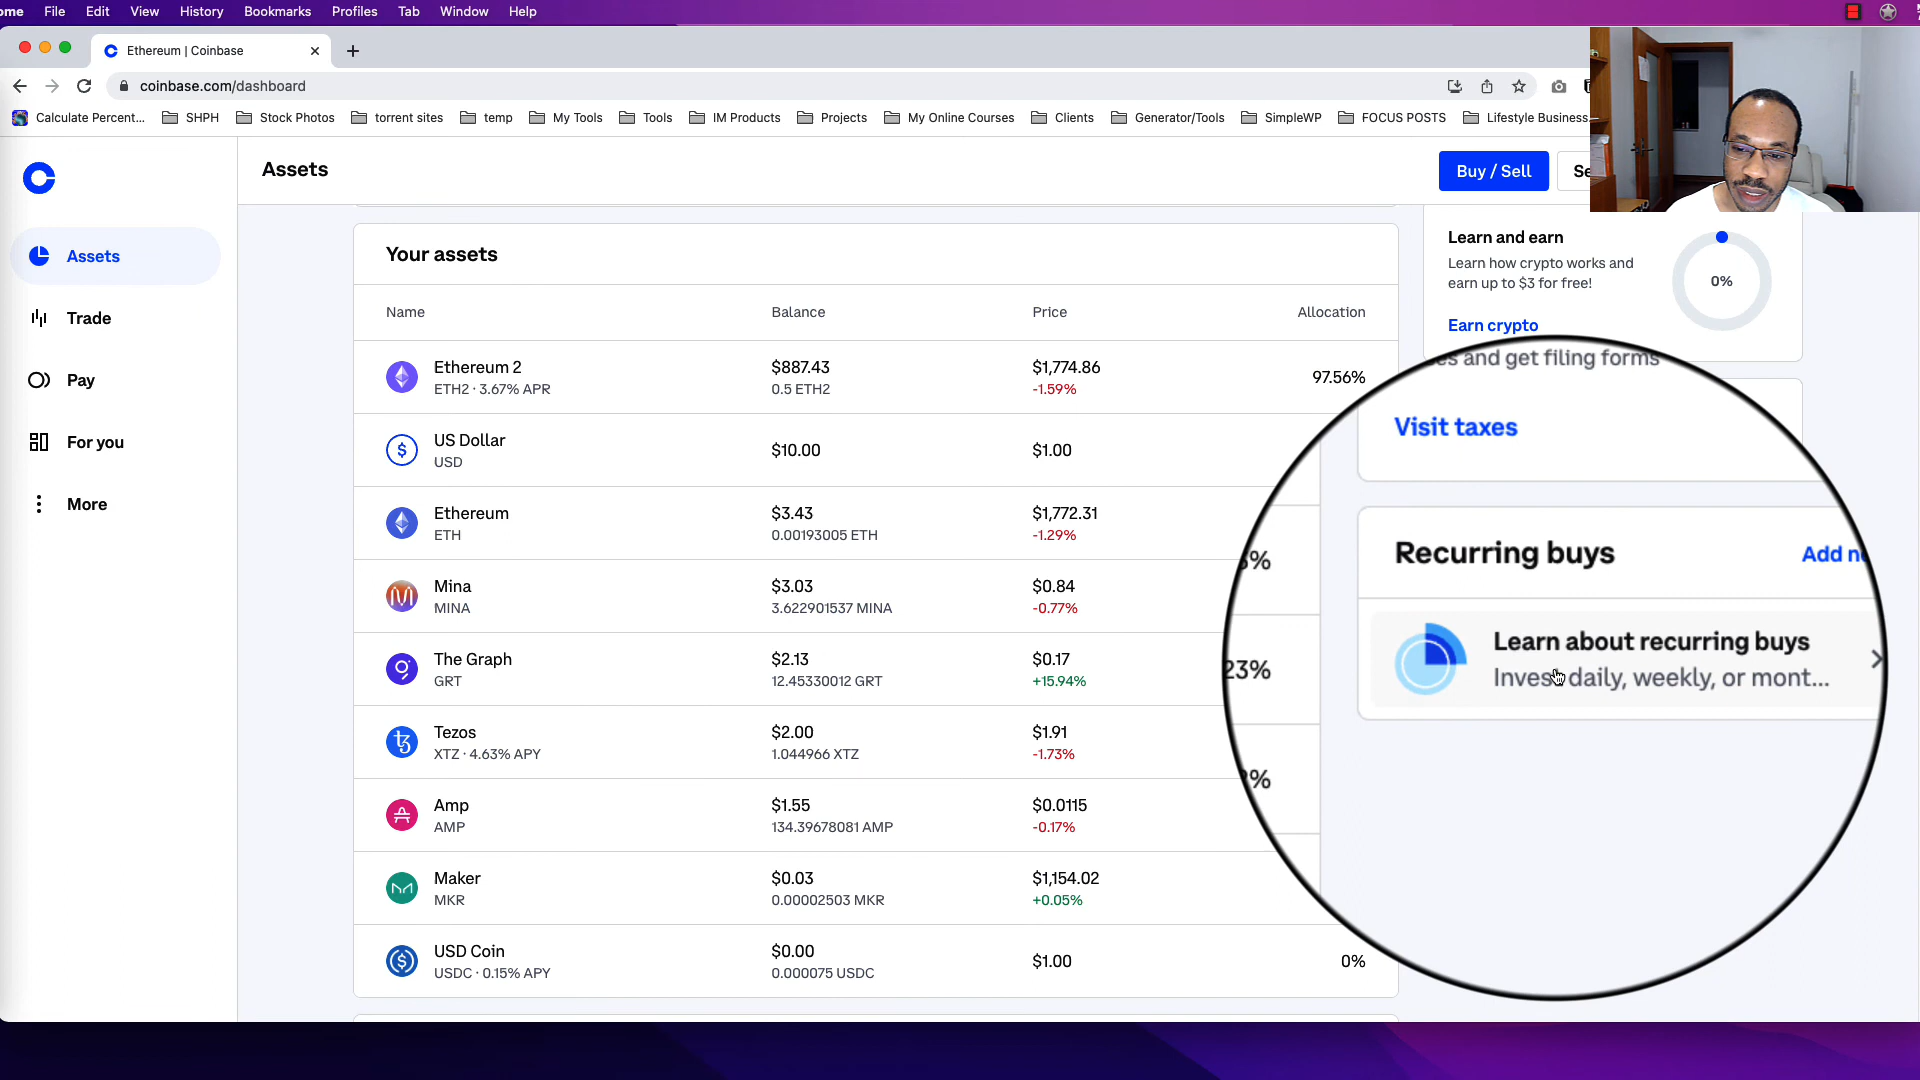 File Edit View History Bookmarks Profiles Tab Window Help
Ethereum | Coinbase
coinbase.com/dashboard
Calculate Percent... SHPH Stock Photos torrent sites temp My Tools Tools IM Products Projects My Online Courses Clients Generator/Tools SimpleWP FOCUS POSTS Lifestyle Business
Assets
Buy / Sell
Assets
Trade
Pay
For you
More
Your assets
Name Balance Price Allocation
Ethereum 2 $887.43 $1,774.86 97.56%
ETH2 · 3.67% APR 0.5 ETH2 -1.59%
US Dollar $10.00 $1.00
USD
Ethereum $3.43 $1,772.31
ETH 0.00193005 ETH -1.29%
Mina $3.03 $0.84
MINA 3.622901537 MINA -0.77%
The Graph $2.13 $0.17
GRT 12.45330012 GRT +15.94%
Tezos $2.00 $1.91
XTZ · 4.63% APY 1.044966 XTZ -1.73%
Amp $1.55 $0.0115
AMP 134.39678081 AMP -0.17%
Maker $0.03 $1,154.02
MKR 0.00002503 MKR +0.05%
USD Coin $0.00 $1.00 0%
USDC · 0.15% APY 0.000075 USDC
Learn and earn
Learn how crypto works and
earn up to $3 for free!
0%
Earn crypto
and get filing forms
Visit taxes
Recurring buys Add
Learn about recurring buys
Invest daily, weekly, or mont...
23%